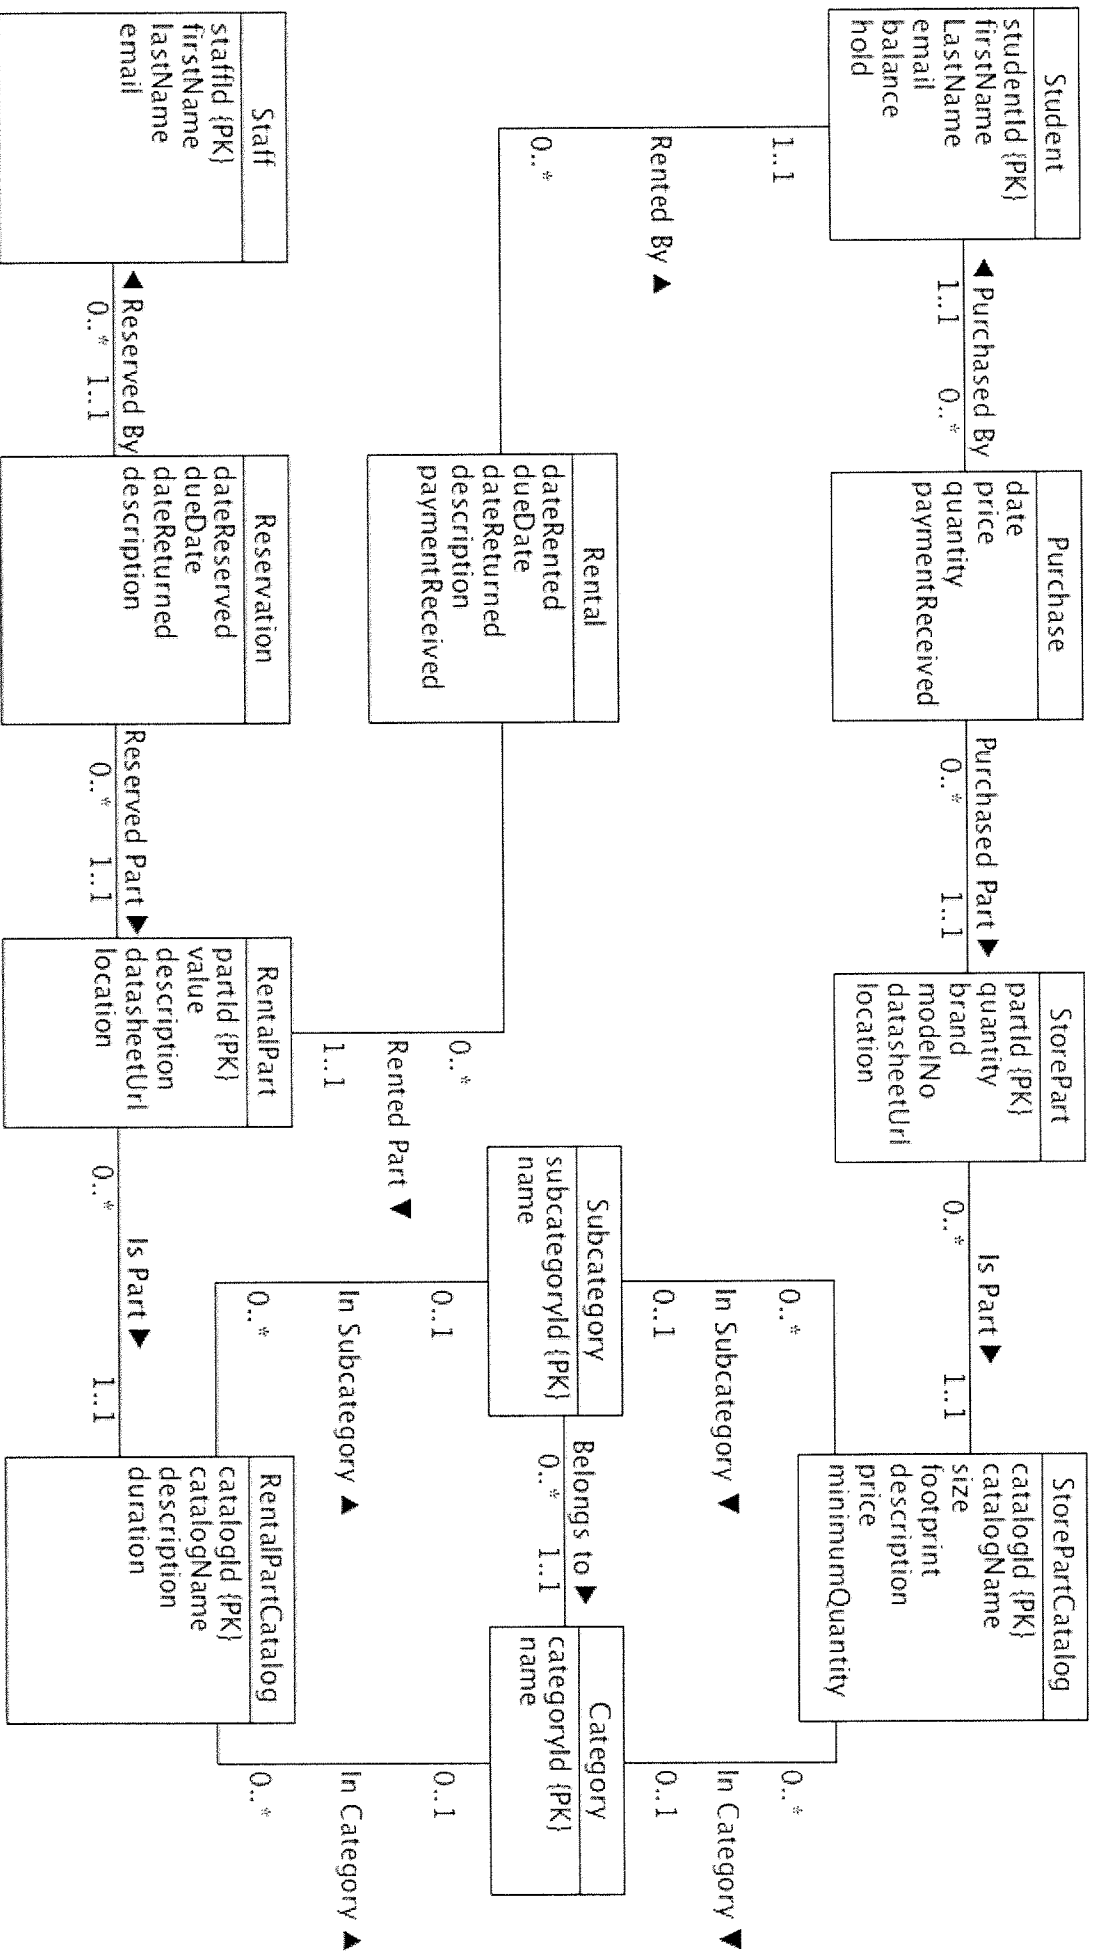 Student
studentId {PK}
firstName
LastName
email
balance
hold
◀ Purchased By
1..1
0..*
Purchase
date
price
quantity
paymentReceived
Purchased Part ▶
0..*
1..1
StorePart
partId {PK}
quantity
brand
modelNo
datasheetUrl
location
Is Part ▶
0..*
1..1
StorePartCatalog
catalogId {PK}
catalogName
size
footprint
description
price
minimumQuantity
1..1
Rented By ▲
0..*
Rental
dateRented
dueDate
dateReturned
description
paymentReceived
0..*
Rented Part ▼
1..1
0..*
In Subcategory ▼
0..1
Subcategory
subcategoryId {PK}
name
Belongs to ▶
0..*
1..1
0..*
In Category ▼
0..1
Category
categoryId {PK}
name
0..1
In Subcategory ▲
0..*
0..1
In Category ▲
0..*
Staff
staffId {PK}
firstName
lastName
email
◀ Reserved By
0..*
1..1
Reservation
dateReserved
dueDate
dateReturned
description
Reserved Part ▶
0..*
1..1
RentalPart
partId {PK}
value
description
datasheetUrl
location
Is Part ▶
0..*
1..1
RentalPartCatalog
catalogId {PK}
catalogName
description
duration